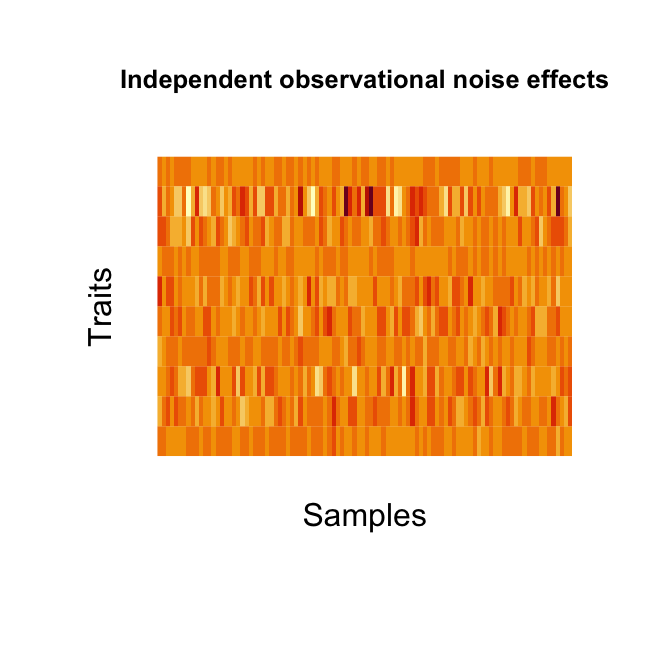 Independent observational noise effects
Traits
Samples